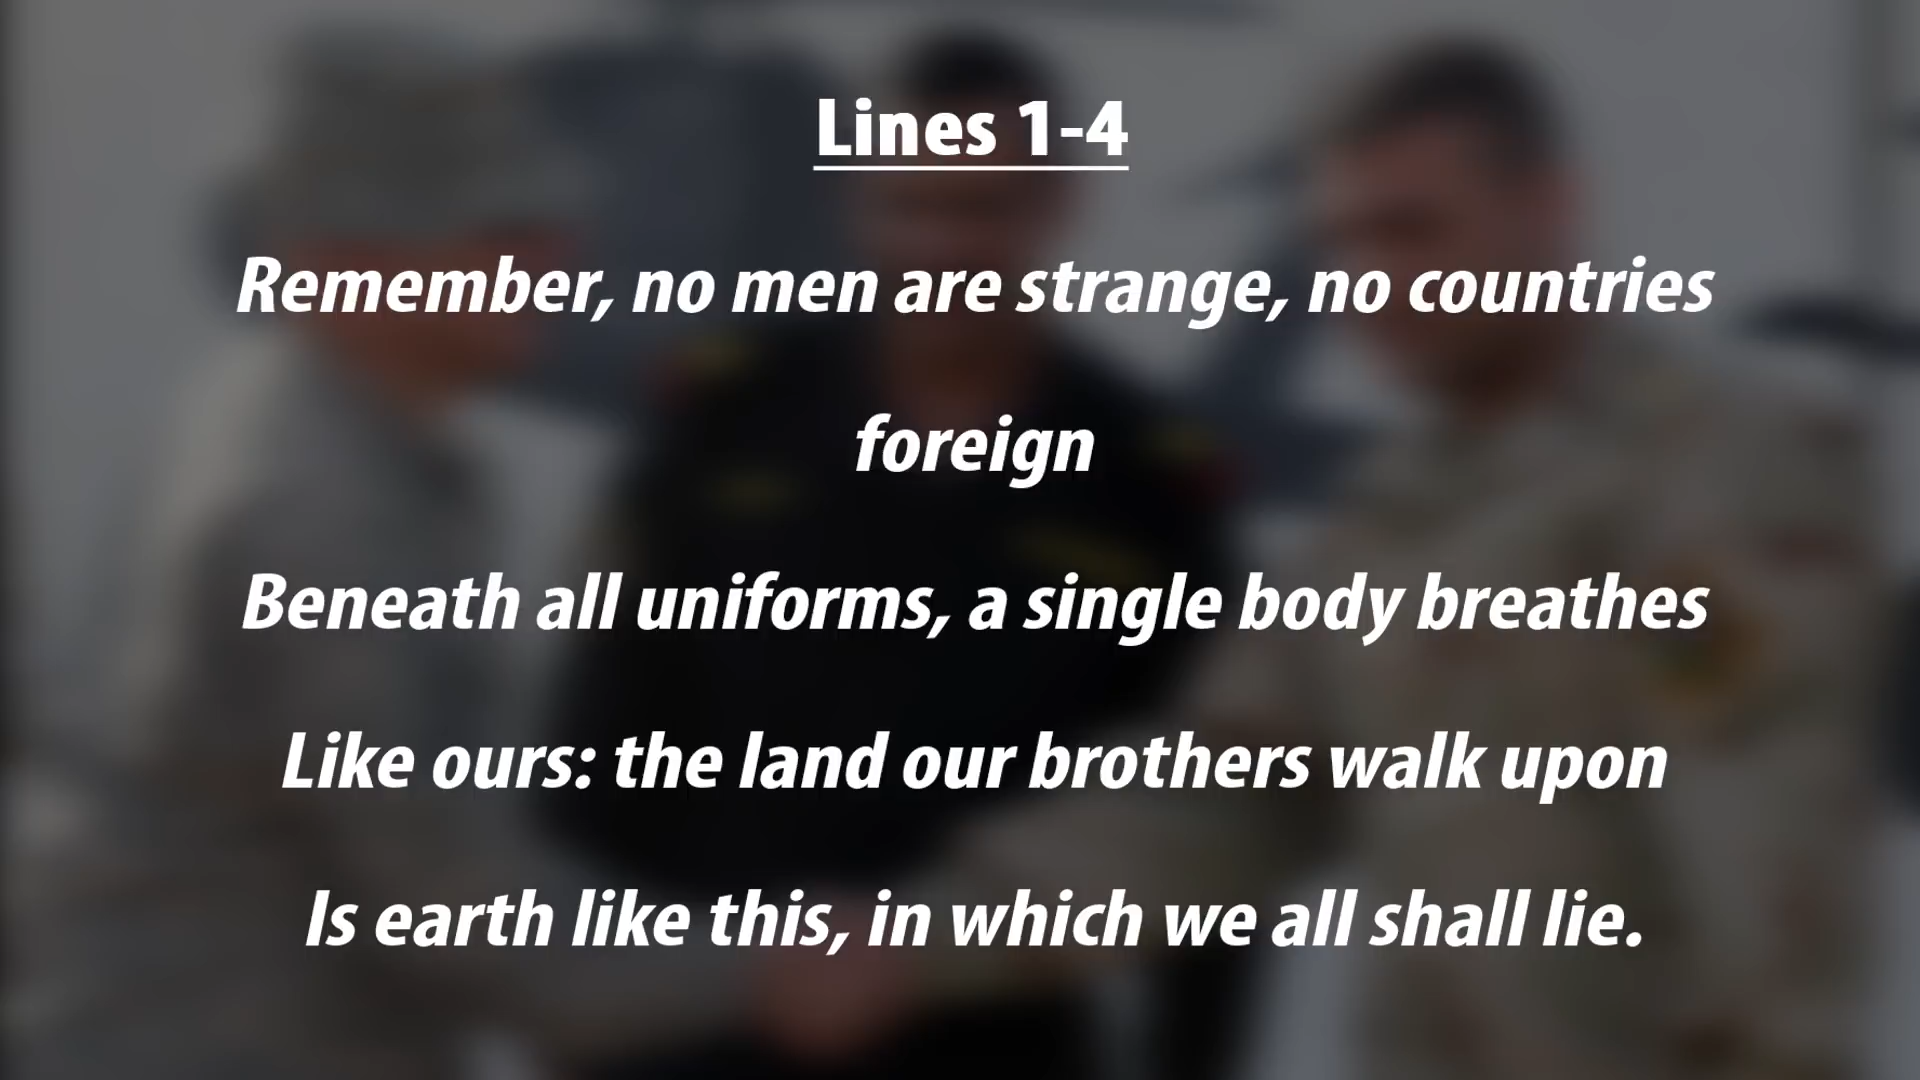 Lines 1-4
Remember, no men are strange, no countries
foreign
Beneath all uniforms, a single body breathes
Like ours: the land our brothers walk upon
Is earth like this, in which we all shall lie.